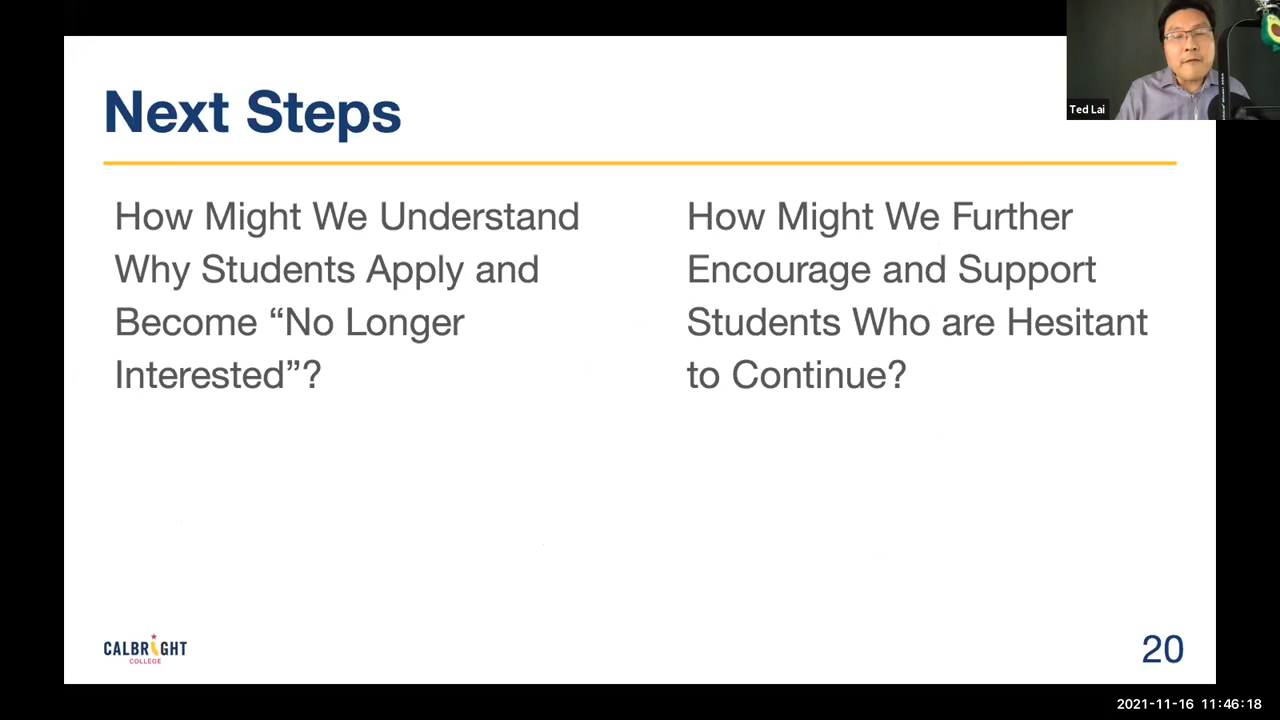 Next Steps
How Might We Understand
Why Students Apply and
Become “No Longer
Interested”?
How Might We Further
Encourage and Support
Students Who are Hesitant
to Continue?
CALBRIGHT
COLLEGE
20
Ted Lai
2021-11-16 11:46:18